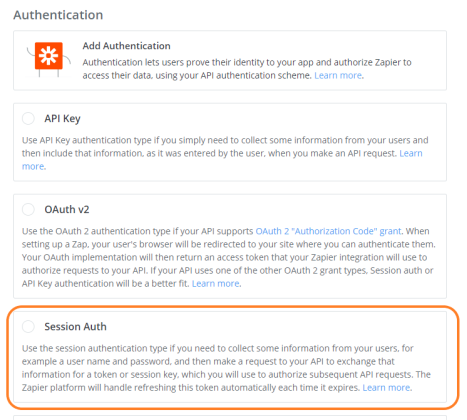 Authentication
Add Authentication
Authentication lets users prove their identity to your app and authorize Zapier to
access their data, using your API authentication scheme. Learn more.
API Key
Use API Key authentication type if you simply need to collect some information from your users and
then include that information, as it was entered by the user, when you make an API request. Learn
more.
OAuth v2
Use the OAuth 2 authentication type if your API supports OAuth 2 "Authorization Code" grant. When
setting up a Zap, your user's browser will be redirected to your site where you can authenticate them.
Your OAuth implementation will then return an access token that your Zapier integration will use to
authorize requests to your API. If your API uses one of the other OAuth 2 grant types, Session auth or
API Key authentication will be a better fit. Learn more.
Session Auth
Use the session authentication type if you need to collect some information from your users, for
example a user name and password, and then make a request to your API to exchange that
information for a token or session key, which you will use to authorize subsequent API requests. The
Zapier platform will handle refreshing this token automatically each time it expires. Learn more.